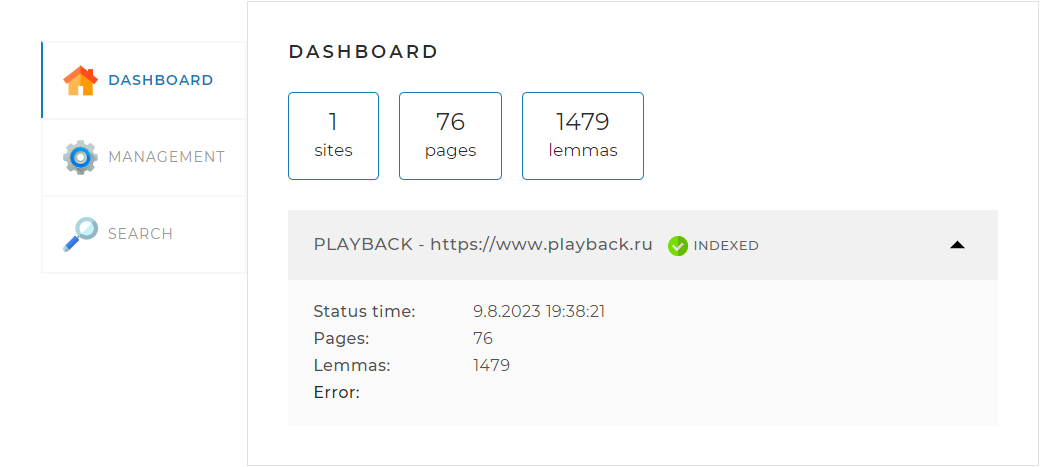 DASHBOARD
MANAGEMENT
SEARCH
DASHBOARD
1
sites
76
pages
1479
lemmas
PLAYBACK - https://www.playback.ru INDEXED
Status time: 9.8.2023 19:38:21
Pages: 76
Lemmas: 1479
Error: